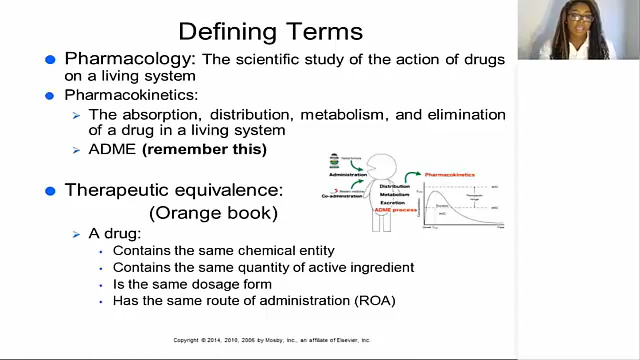 Defining Terms
Pharmacology: The scientific study of the action of drugs
on a living system
Pharmacokinetics:
The absorption, distribution, metabolism, and elimination
of a drug in a living system
ADME (remember this)
Therapeutic equivalence:
(Orange book)
A drug:
Contains the same chemical entity
Contains the same quantity of active ingredient
Is the same dosage form
Has the same route of administration (ROA)
Administration
Co-administration
Distribution
Metabolism
Excretion
ADME process
Pharmacokinetics
Copyright © 2014, 2010, 2006 by Mosby, Inc., an affiliate of Elsevier, Inc.